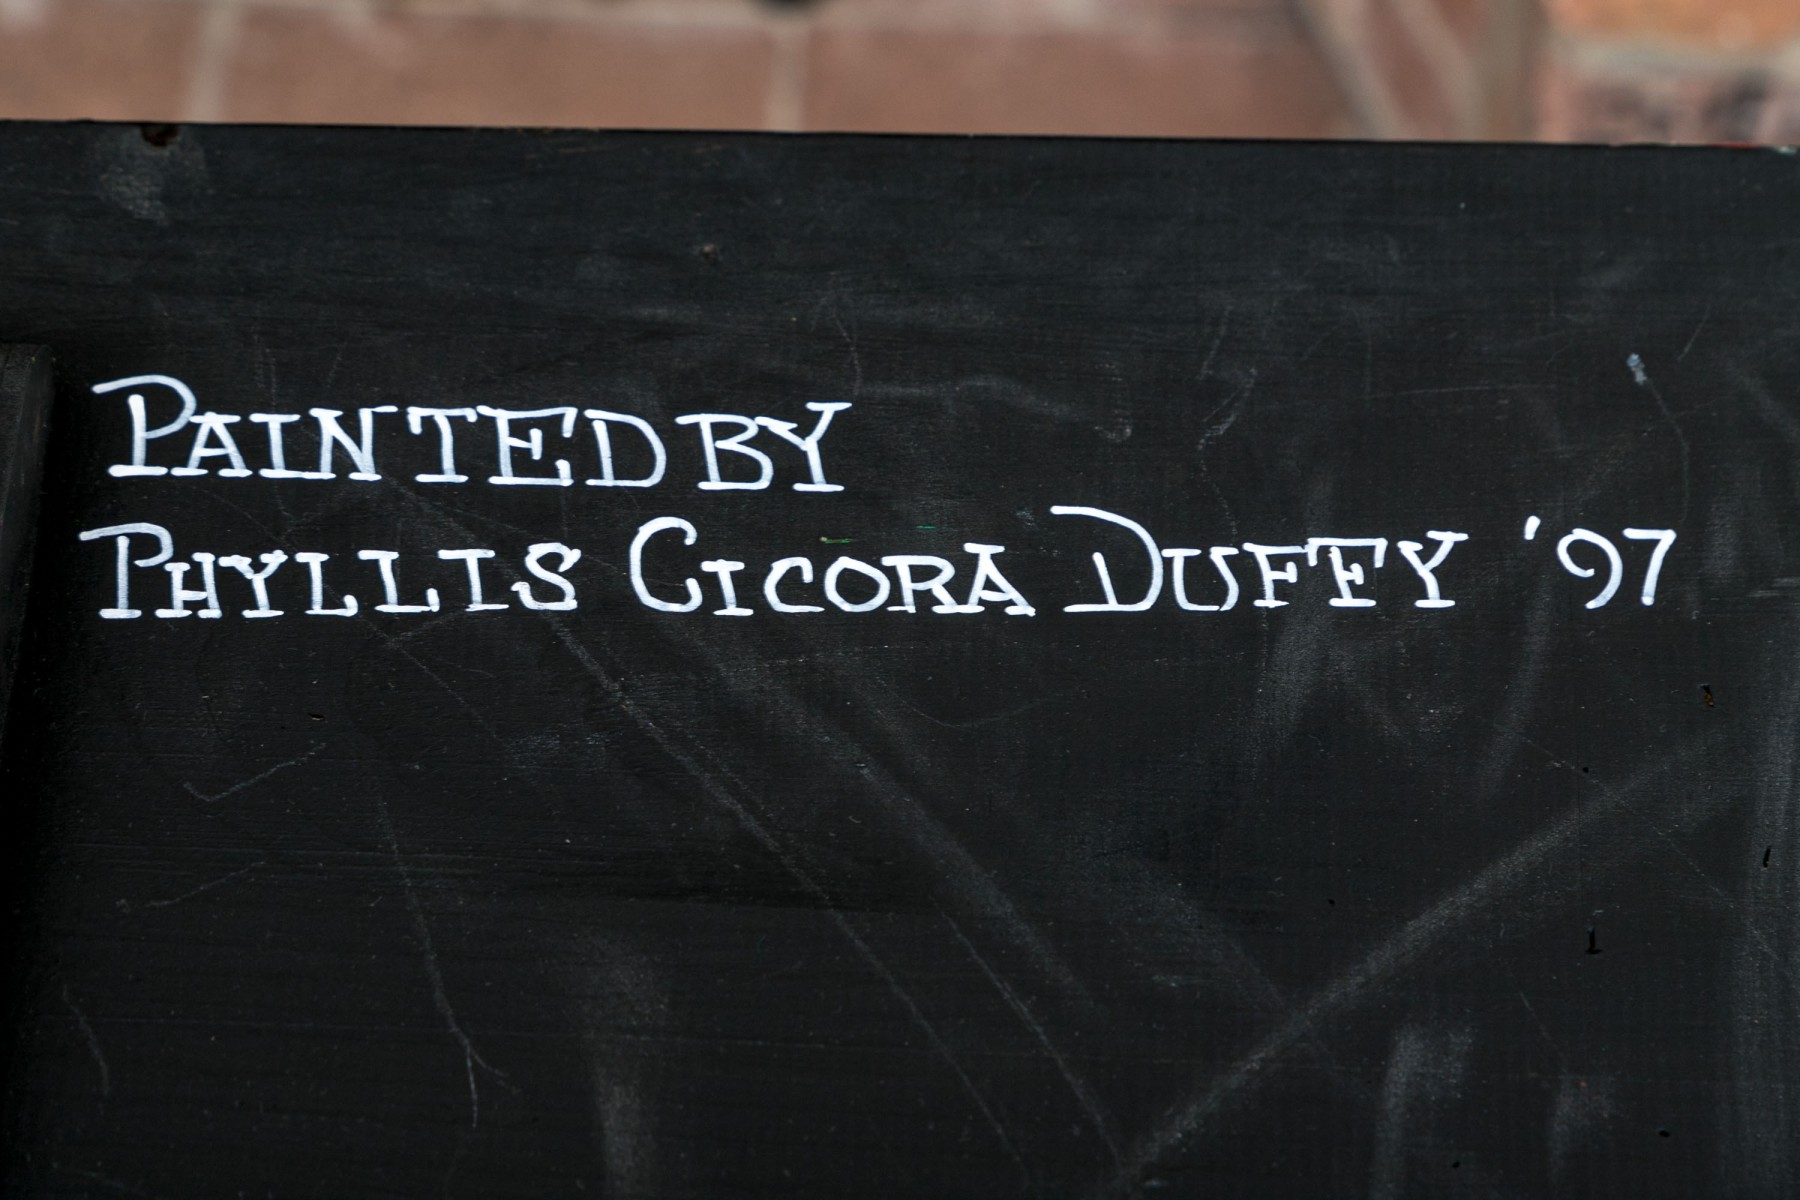 PAINTED BY
PHYLLIS CICORA DUFFY '97